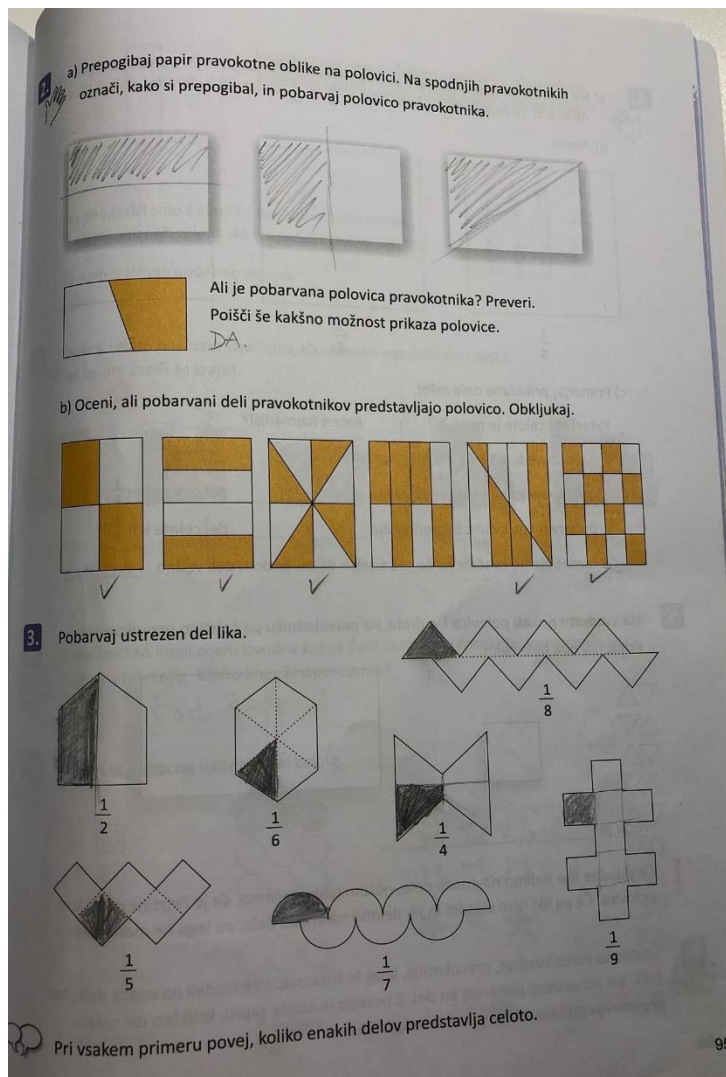 2.
a) Prepogibaj papir pravokotne oblike na polovici. Na spodnjih pravokotnikih
označi, kako si prepogibal, in pobarvaj polovico pravokotnika.
Ali je pobarvana polovica pravokotnika? Preveri.
Poišči še kakšno možnost prikaza polovice.
DA.
b) Oceni, ali pobarvani deli pravokotnikov predstavljajo polovico. Obkljukaj.
3. Pobarvaj ustrezen del lika.
1/8
1/2
1/6
1/4
1/5
1/7
1/9
Pri vsakem primeru povej, koliko enakih delov predstavlja celoto.
95